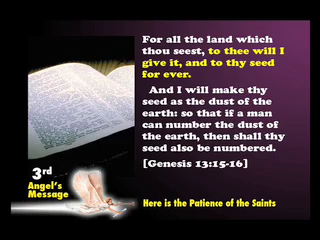 For all the land which
thou seest, to thee will I
give it, and to thy seed
for ever.
And I will make thy
seed as the dust of the
earth: so that if a man
can number the dust of
the earth, then shall thy
seed also be numbered.
[Genesis 13:15-16]
3rd
Angel's
Message
Here is the Patience of the Saints